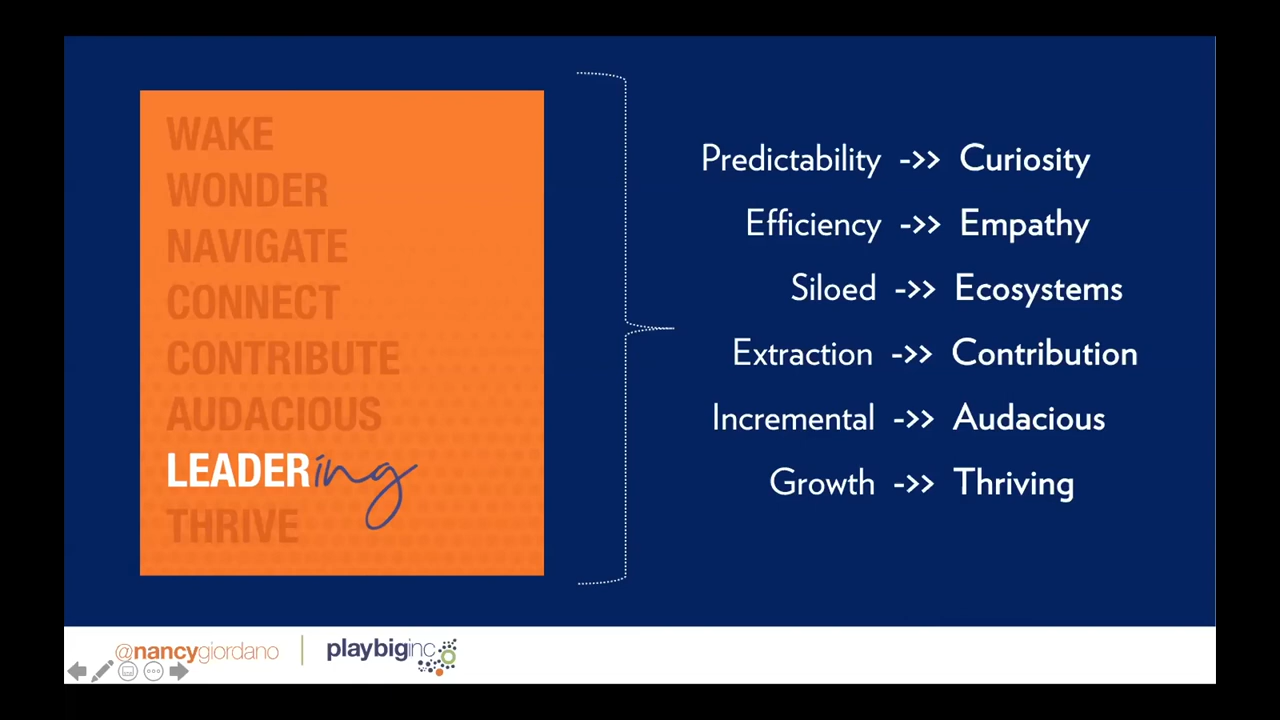 WAKE
WONDER
NAVIGATE
CONNECT
CONTRIBUTE
AUDACIOUS
LEADERing
THRIVE
Predictability ->> Curiosity
Efficiency ->> Empathy
Siloed ->> Ecosystems
Extraction ->> Contribution
Incremental ->> Audacious
Growth ->> Thriving
@nancygiordano | playbiginc